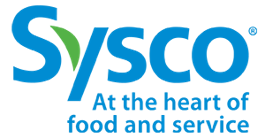 Sysco®
At the heart of
food and service